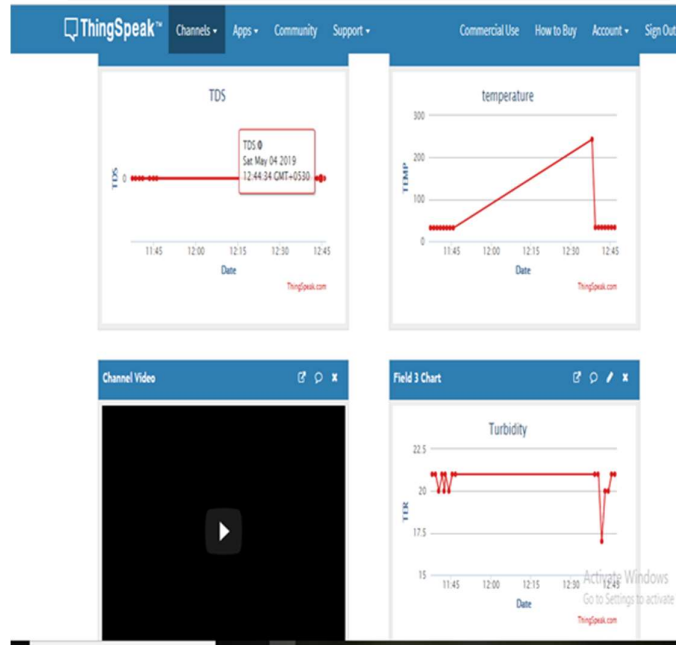 ThingSpeak™ Channels Apps Community Support Commercial Use How to Buy Account Sign Out
TDS
TDS 0
Sat May 04 2019
12:44:34 GMT+0530
TDS
0
11:45 12:00 12:15 12:30 12:45
Date
ThingSpeak.com
temperature
300
200
100
0
TEMP
11:45 12:00 12:15 12:30 12:45
Date
ThingSpeak.com
Channel Video
Field 3 Chart
Turbidity
22.5
20
17.5
15
TER
11:45 12:00 12:15 12:30 12:45
Date
ThingSpeak.com
Activate Windows
Go to Settings to activate